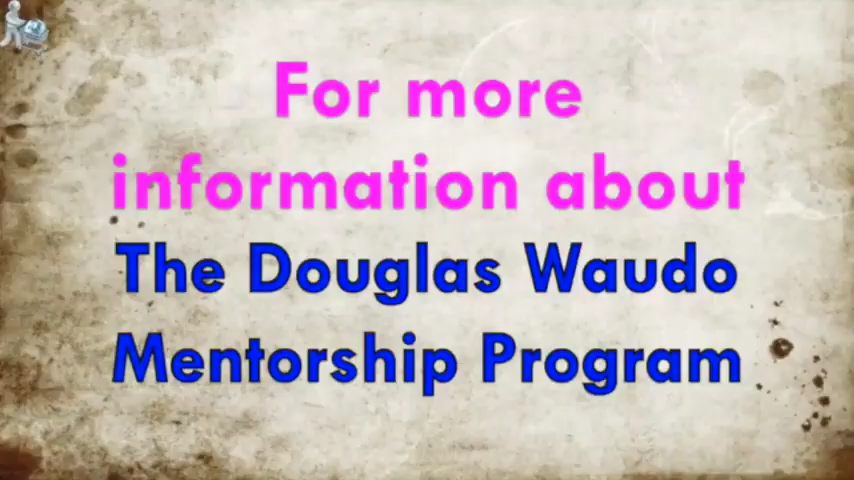 For more
information about
The Douglas Waudo
Mentorship Program